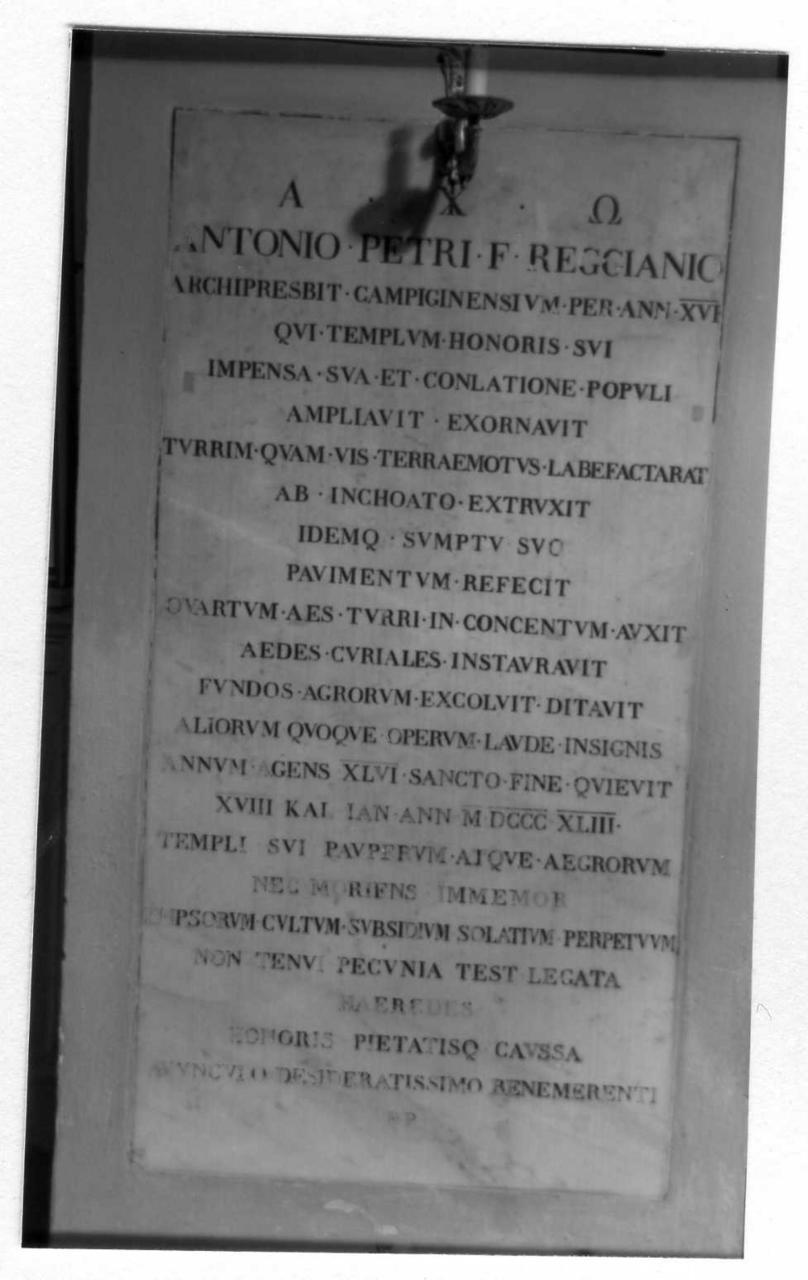 Α · X · Ω
ANTONIO · PETRI · F · REGGIANIO
ARCHIPRESBIT · CAMPIGINENSIVM · PER · ANN · XVI
QVI · TEMPLVM · HONORIS · SVI
IMPENSA · SVA · ET · CONLATIONE · POPVLI
AMPLIAVIT · EXORNAVIT
TVRRIM · QVAM · VIS · TERRAEMOTVS · LABEFACTARAT
AB · INCHOATO · EXTRVXIT
IDEMQ · SVMPTV SVO
PAVIMENTVM · REFECIT
QVARTVM · AES · TVRRI · IN · CONCENTVM · AVXIT
AEDES · CVRIALES · INSTAVRAVIT
FVNDOS · AGRORVM · EXCOLVIT · DITAVIT
ALIORVM QVOQVE OPERVM · LAVDE · INSIGNIS
ANNVM · AGENS XLVI · SANCTO · FINE · QVIEVIT
XVIII KAL IAN · ANN M DCCC XLIII ·
TEMPLI SVI PAVPERVM · ATQVE · AEGRORVM
NEC MORIENS IMMEMOR
IPSORVM · CVLTVM · SVBSIDIVM SOLATIVM PERPETVVM
NON TENVI PECVNIA TEST LEGATA
HAEREDES
HONORIS PIETATISQ CAVSSA
AVVNCVLO DESIDERATISSIMO BENEMERENTI
PP